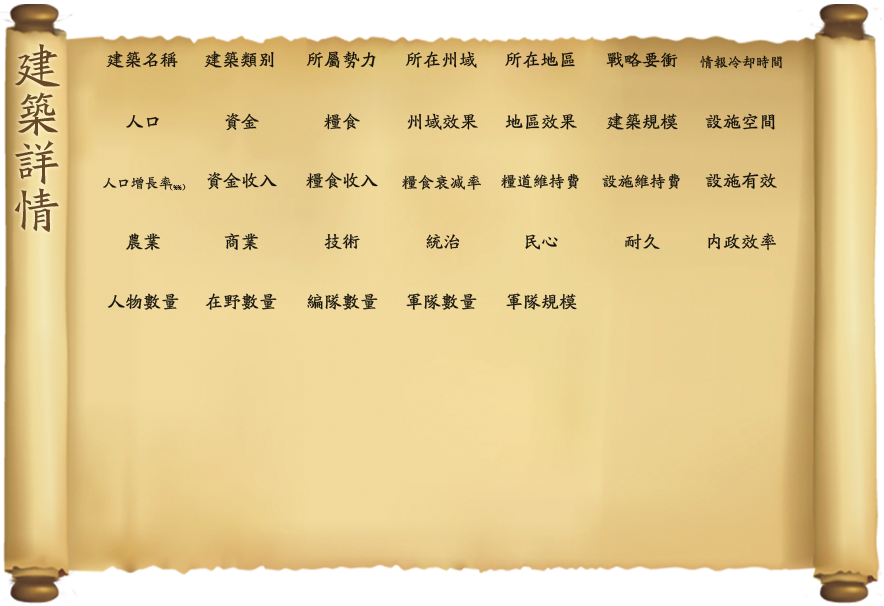 建築詳情
建築名稱 建築類別 所屬勢力 所在州域 所在地區 戰略要衝 情報冷却時間
人口 資金 糧食 州域效果 地區效果 建築規模 設施空間
人口增長率(‱) 資金收入 糧食收入 糧食衰減率 糧道維持費 設施維持費 設施有效
農業 商業 技術 統治 民心 耐久 內政效率
人物數量 在野數量 編隊數量 軍隊數量 軍隊規模